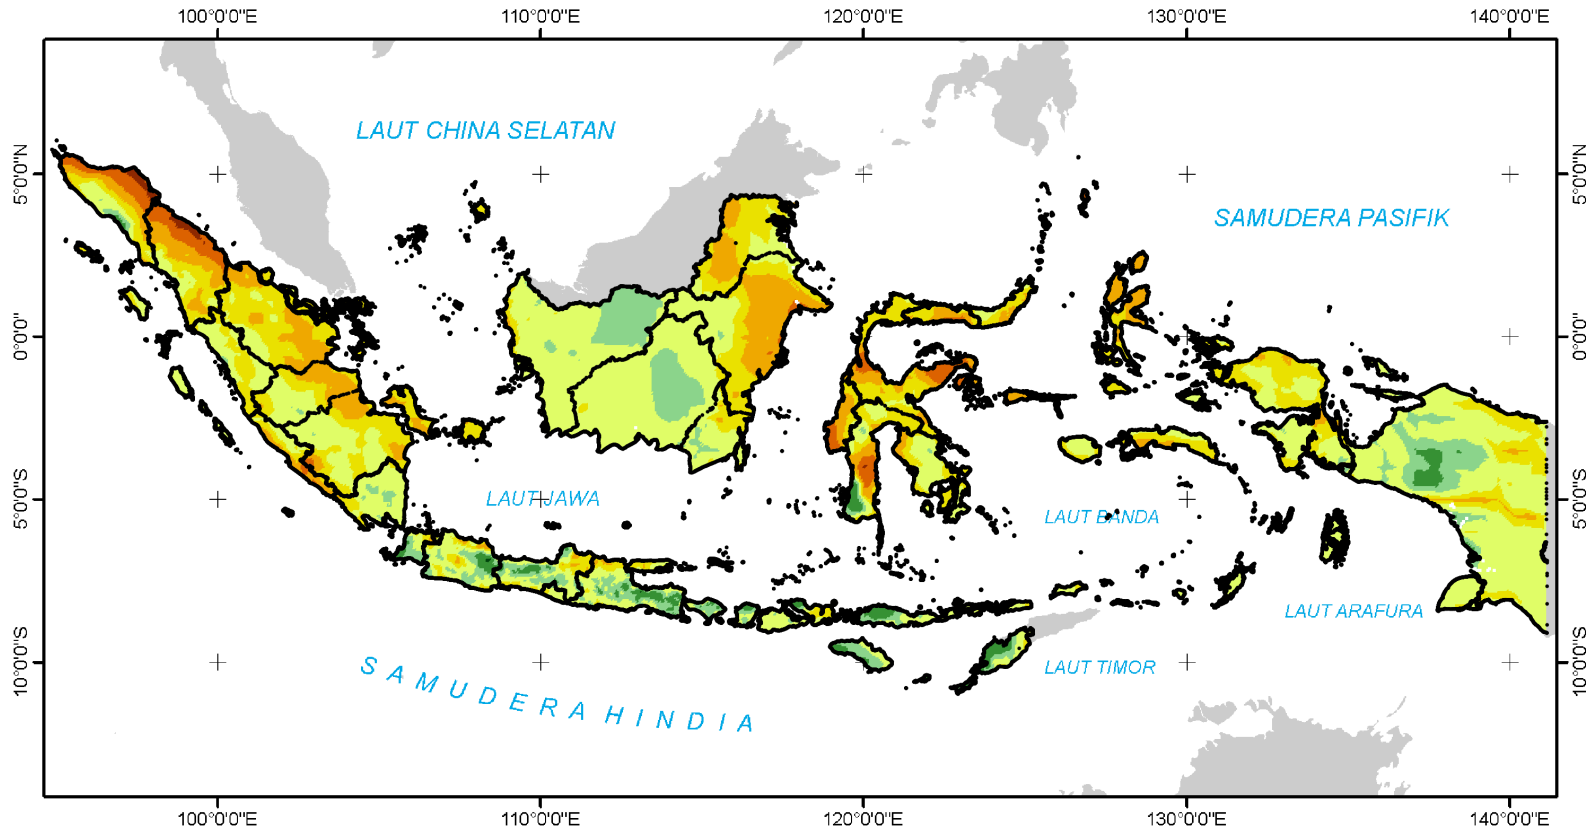 100°0'0"E 110°0'0"E 120°0'0"E 130°0'0"E 140°0'0"E
LAUT CHINA SELATAN
5°0'0"N 5°0'0"N
SAMUDERA PASIFIK
0°0'0" 0°0'0"
LAUT JAWA
5°0'0"S 5°0'0"S
LAUT BANDA
LAUT ARAFURA
10°0'0"S 10°0'0"S
LAUT TIMOR
SAMUDERA HINDIA
100°0'0"E 110°0'0"E 120°0'0"E 130°0'0"E 140°0'0"E